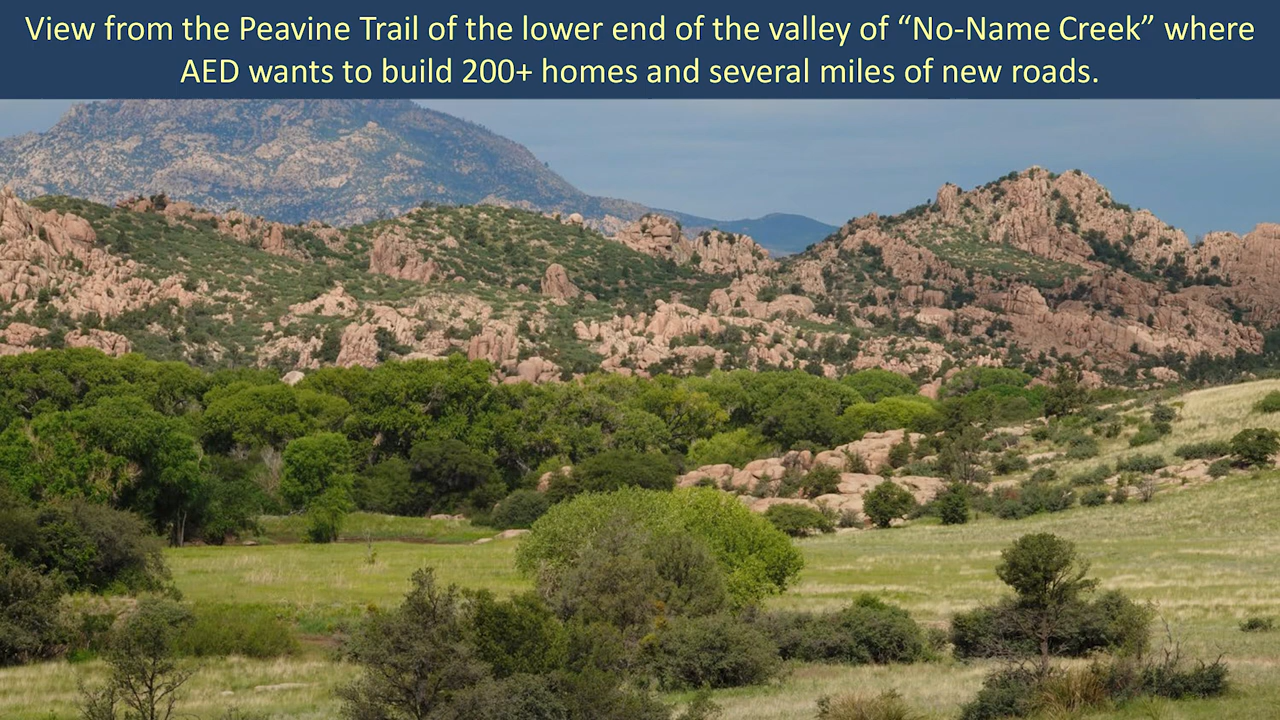 View from the Peavine Trail of the lower end of the valley of “No-Name Creek” where
AED wants to build 200+ homes and several miles of new roads.